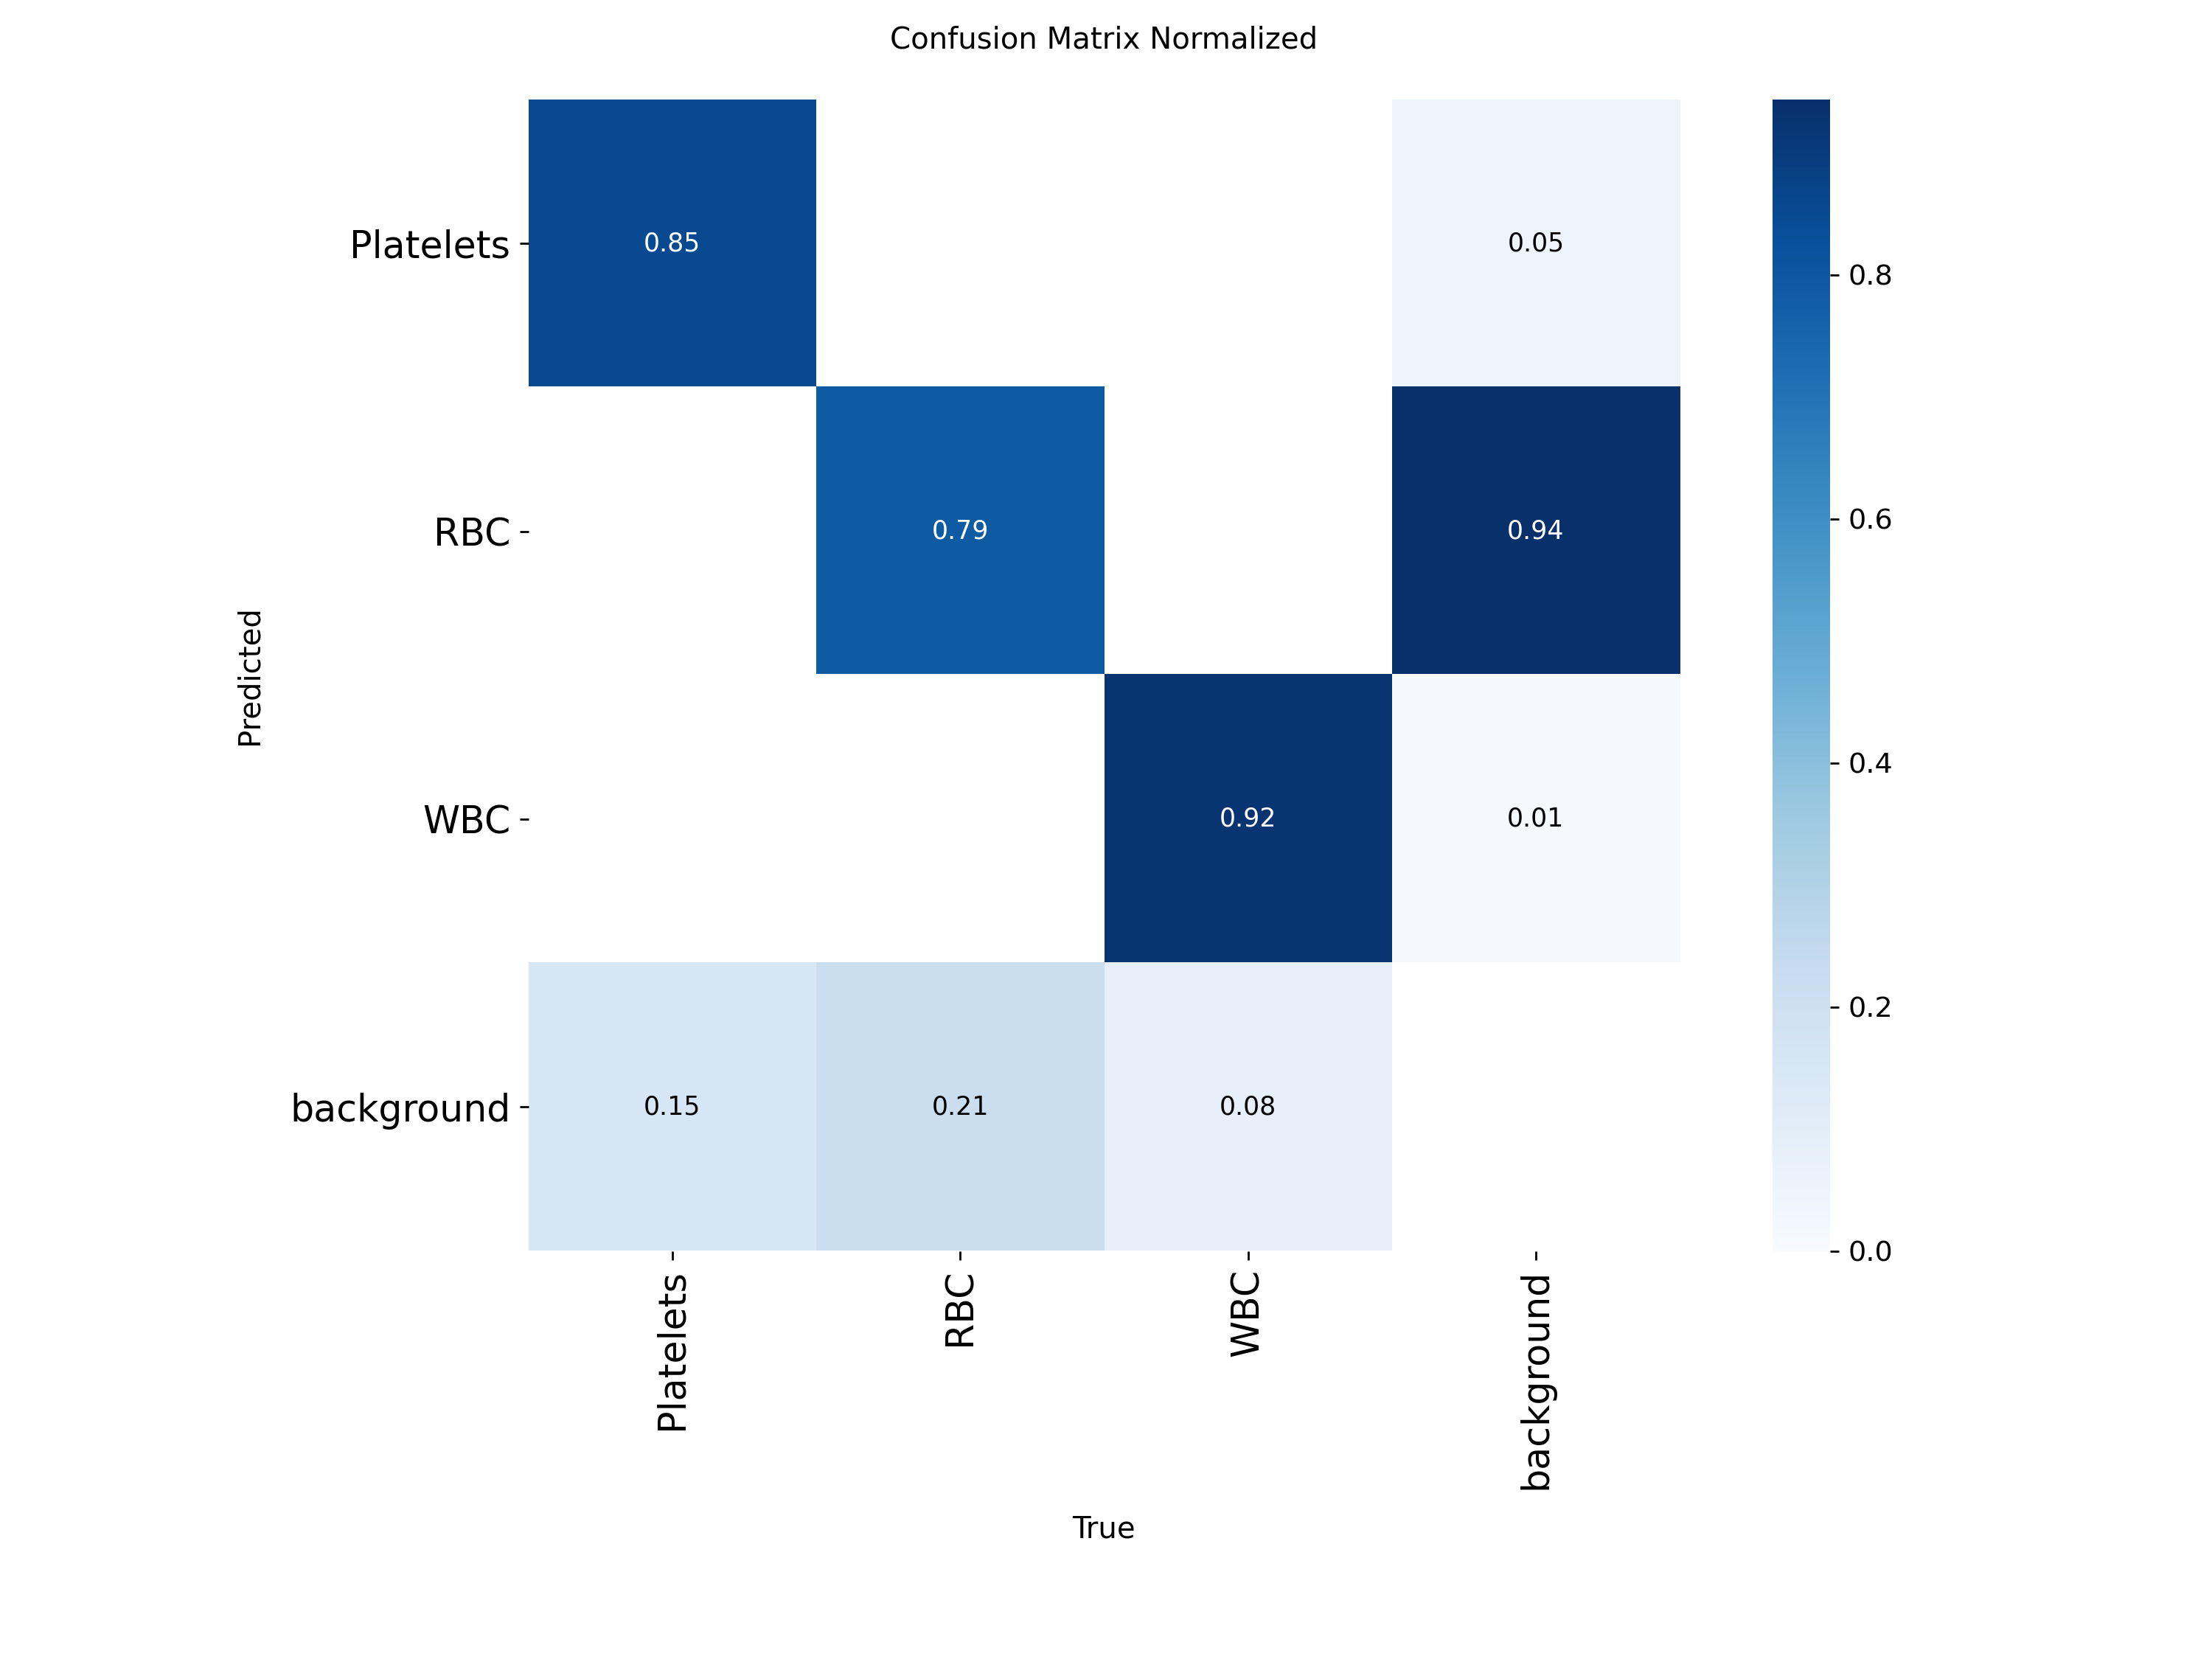 Confusion Matrix Normalized
Platelets
0.85
0.05
0.8
RBC
0.79
0.94
0.6
Predicted
0.4
WBC
0.92
0.01
0.2
background
0.15
0.21
0.08
0.0
Platelets
RBC
WBC
background
True